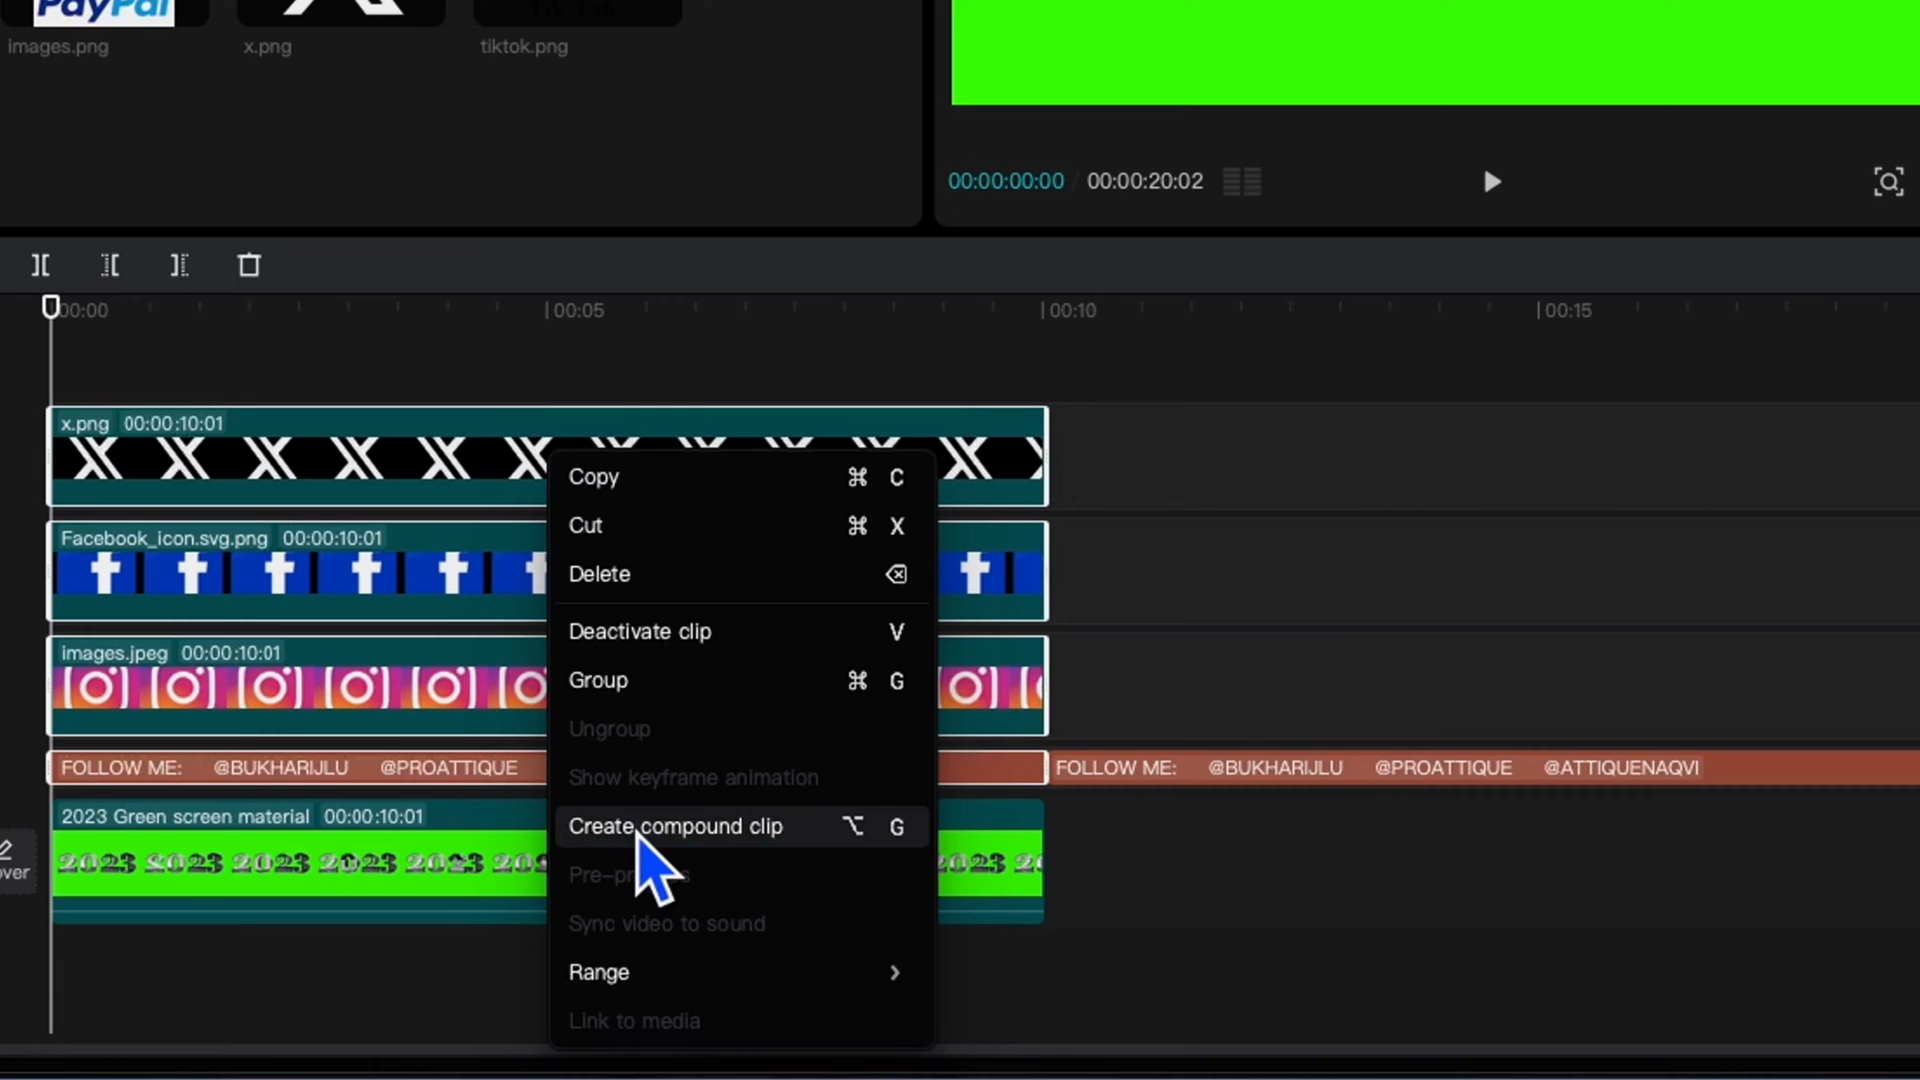 PayPal
images.png
x.png
tiktok.png
00:00:00:00 / 00:00:20:02
00:00
00:05
00:10
00:15
x.png 00:00:10:01
Facebook_icon.svg.png 00:00:10:01
images.jpeg 00:00:10:01
FOLLOW ME: @BUKHARIJLU @PROATTIQUE
FOLLOW ME: @BUKHARIJLU @PROATTIQUE @ATTIQUENAQVI
2023 Green screen material 00:00:10:01
2023 2023 2023 2023 2023 2023
2023
Copy ⌘ C
Cut ⌘ X
Delete
Deactivate clip V
Group ⌘ G
Ungroup
Show keyframe animation
Create compound clip ⌥ G
Sync video to sound
Range
Link to media